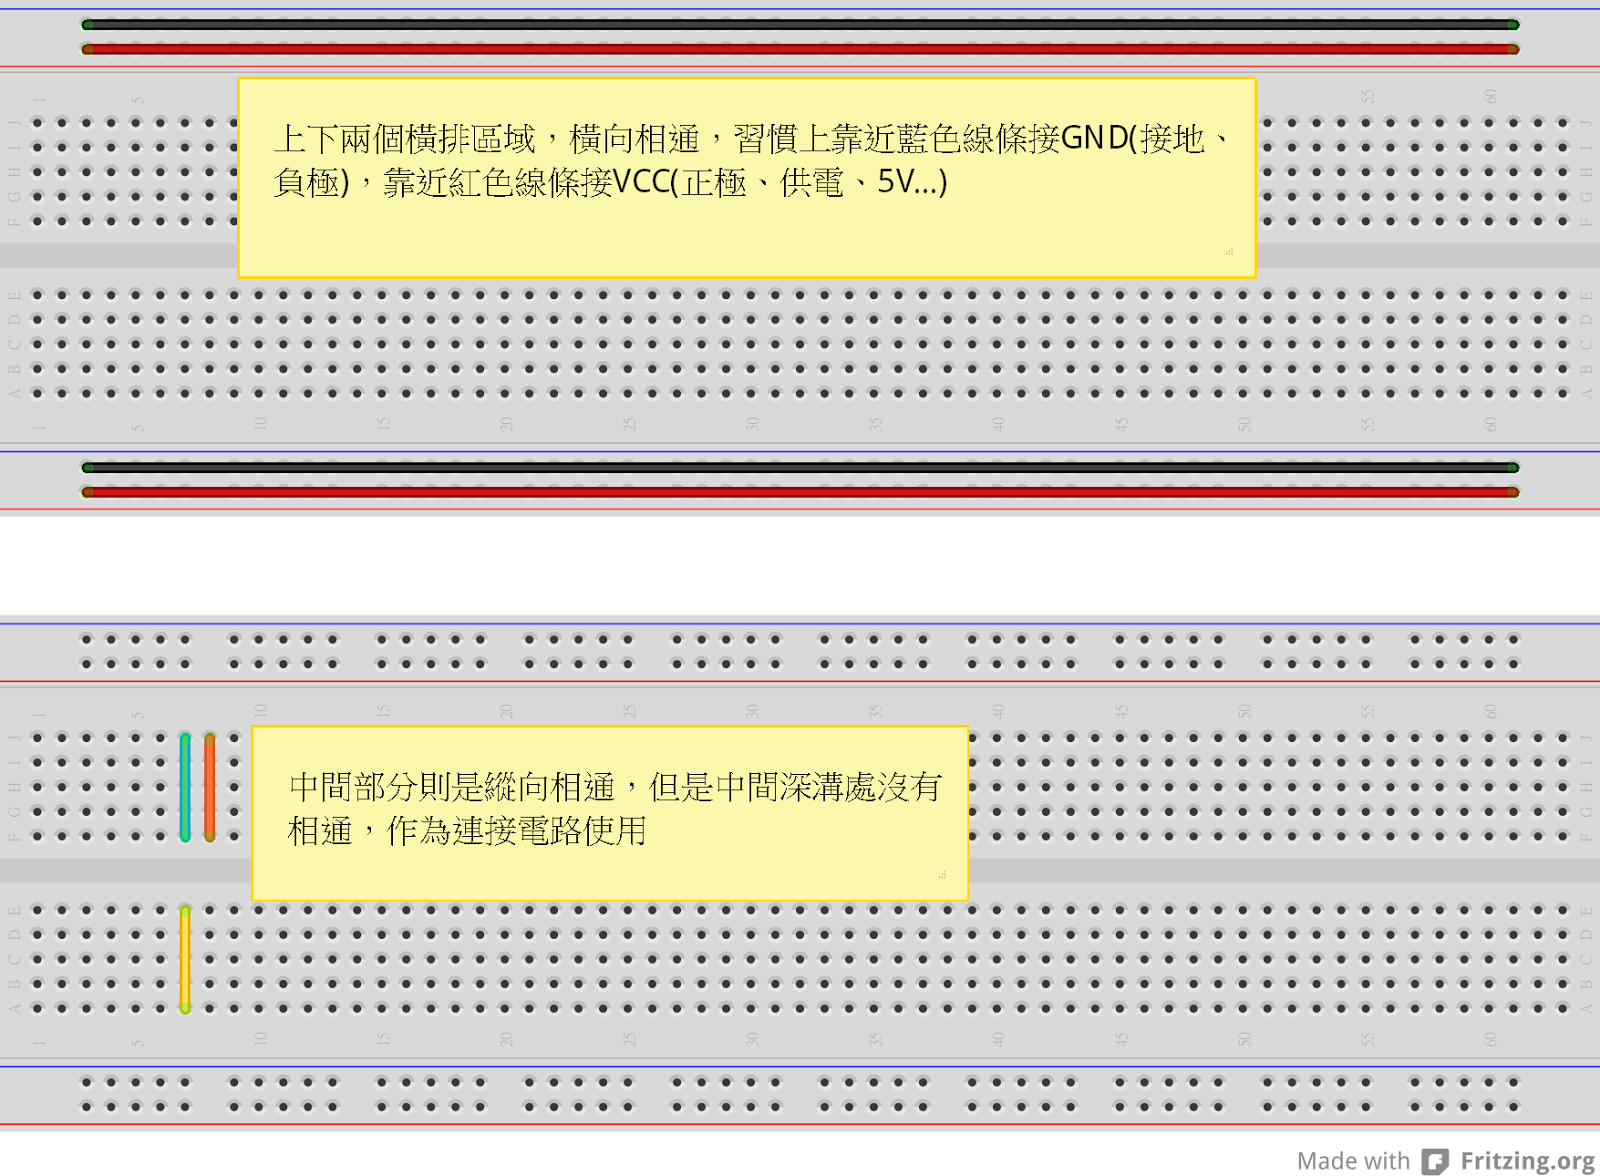 1 5 55 60
J J
I I
H H
G G
F F
上下兩個橫排區域，橫向相通，習慣上靠近藍色線條接GND(接地、
負極)，靠近紅色線條接VCC(正極、供電、5V...)
E E
D D
C C
B B
A A
1 5 10 15 20 25 30 35 40 45 50 55 60
1 5 10 15 20 25 30 35 40 45 50 55 60
J J
I I
H H
G G
F F
中間部分則是縱向相通，但是中間深溝處沒有
相通，作為連接電路使用
E E
D D
C C
B B
A A
1 5 10 15 20 25 30 35 40 45 50 55 60
Made with Fritzing.org